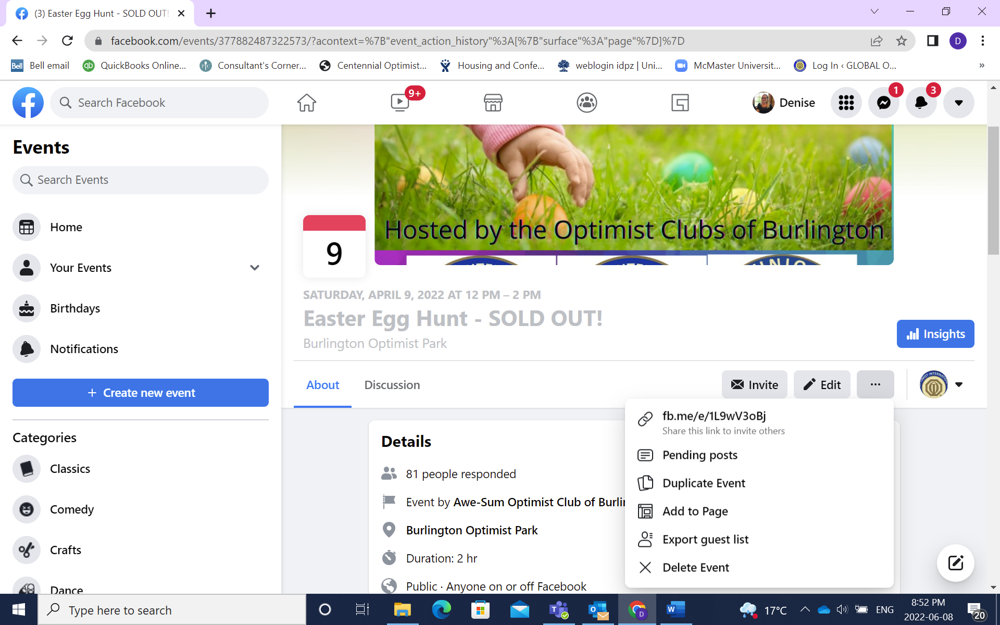 (3) Easter Egg Hunt - SOLD OUT!
facebook.com/events/377882487322573/?acontext=%7B"event_action_history"%3A[%7B"surface"%3A"page"%7D]%7D
D
Bell Bell email
qb QuickBooks Online...
Consultant's Corner...
Centennial Optimist...
Housing and Confe...
weblogin idpz | Uni...
McMaster Universit...
Log In ‹ GLOBAL O...
»
Search Facebook
9+
Denise
1
3
Events
Search Events
Home
Your Events
Birthdays
Notifications
+ Create new event
Categories
Classics
Comedy
Crafts
Dance
Hosted by the Optimist Clubs of Burlington
9
SATURDAY, APRIL 9, 2022 AT 12 PM – 2 PM
Easter Egg Hunt - SOLD OUT!
Burlington Optimist Park
Insights
About
Discussion
Invite
Edit
...
fb.me/e/1L9wV3oBj
Share this link to invite others
Pending posts
Duplicate Event
Add to Page
Export guest list
Delete Event
Details
81 people responded
Event by Awe-Sum Optimist Club of Burli
Burlington Optimist Park
Duration: 2 hr
Public · Anyone on or off Facebook
Type here to search
17°C
ENG
8:52 PM
2022-06-08
20